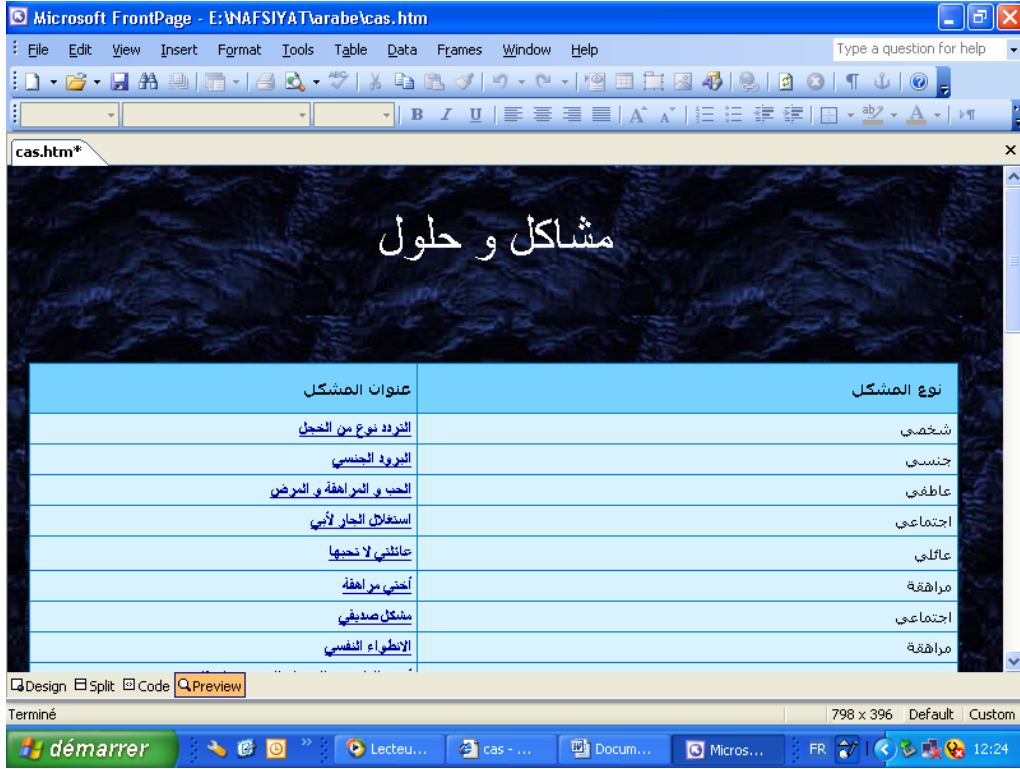 Microsoft FrontPage - E:\NAFSIYAT\arabe\cas.htm
File Edit View Insert Format Tools Table Data Frames Window Help Type a question for help
B I U
cas.htm*
مشاكل و حلول
نوع المشكل عنوان المشكل
شخصي التردد نوع من الخجل
جنسي البرود الجنسي
عاطفي الحب و المراهقة و المرض
اجتماعي استغلال الجار لأبي
عائلي عائلتي لا نحبها
مراهقة أختي مراهقة
اجتماعي مشكل صديقي
مراهقة الانطواء النفسي
Design Split Code Preview
Terminé 798 x 396 Default Custom
démarrer Lecteu... cas - ... Docum... Micros... FR 12:24